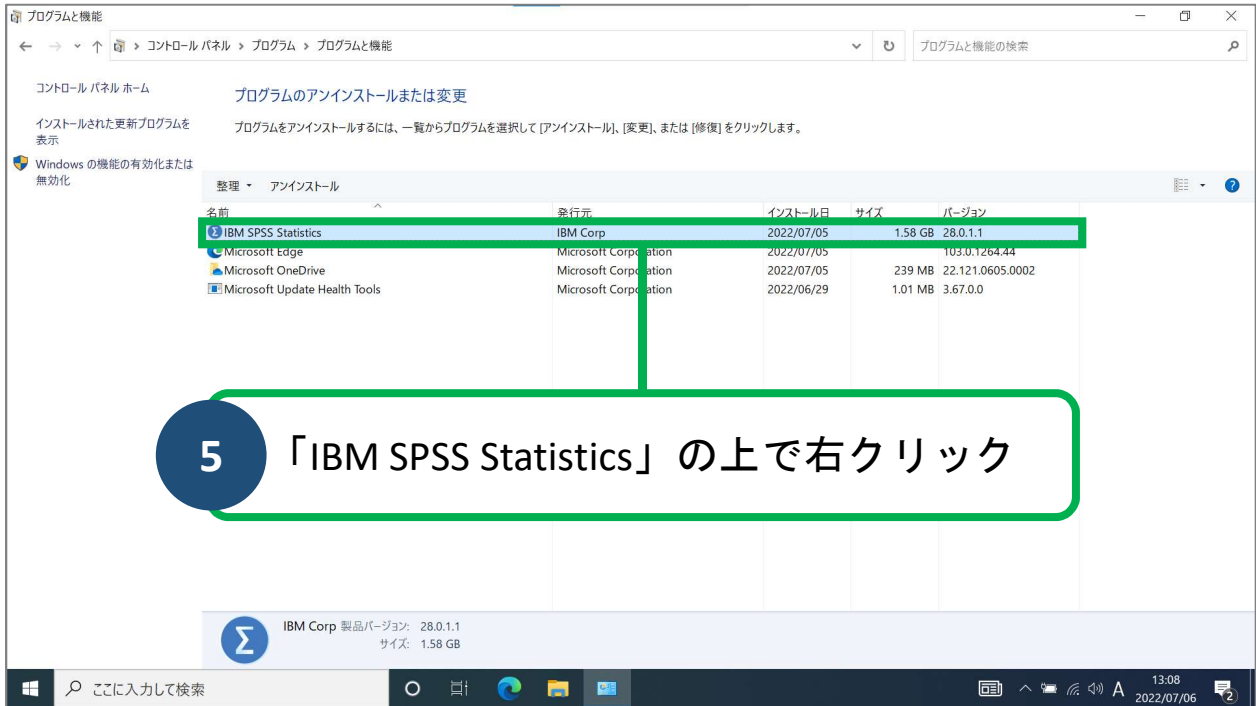 プログラムと機能
コントロール パネル › プログラム › プログラムと機能
プログラムと機能の検索
コントロール パネル ホーム
インストールされた更新プログラムを
表示
Windows の機能の有効化または
無効化
プログラムのアンインストールまたは変更
プログラムをアンインストールするには、一覧からプログラムを選択して [アンインストール]、[変更]、または [修復] をクリックします。
整理 アンインストール
名前 発行元 インストール日 サイズ バージョン
IBM SPSS Statistics IBM Corp 2022/07/05 1.58 GB 28.0.1.1
Microsoft Edge Microsoft Corporation 2022/07/05 103.0.1264.44
Microsoft OneDrive Microsoft Corporation 2022/07/05 239 MB 22.121.0605.0002
Microsoft Update Health Tools Microsoft Corporation 2022/06/29 1.01 MB 3.67.0.0
5 「IBM SPSS Statistics」の上で右クリック
IBM Corp 製品バージョン: 28.0.1.1
サイズ: 1.58 GB
ここに入力して検索
A
13:08
2022/07/06
2